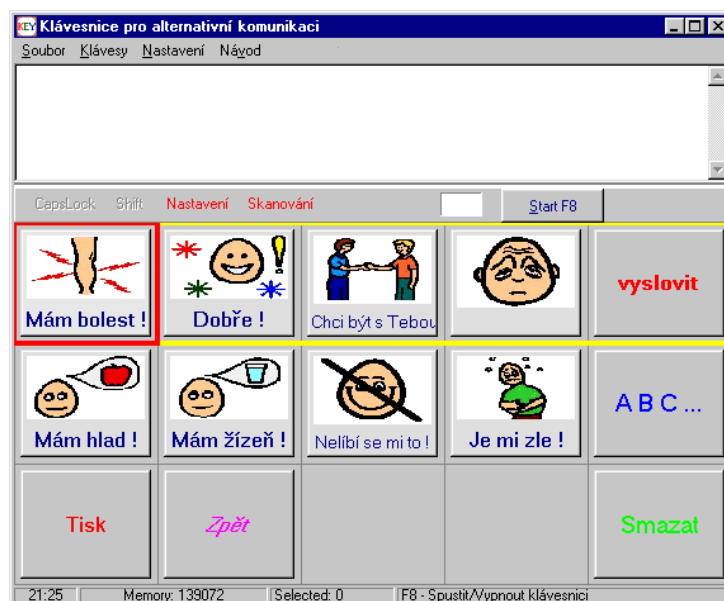 KEY Klávesnice pro alternativní komunikaci
Soubor Klávesy Nastavení Návod
CapsLock Shift Nastavení Skanování Start F8
Mám bolest ! Dobře ! Chci být s Tebou vyslovit
Mám hlad ! Mám žízeň ! Nelíbí se mi to ! Je mi zle ! A B C ...
Tisk Zpět Smazat
21:25 Memory: 139072 Selected: 0 F8 - Spustit/Vypnout klávesnici